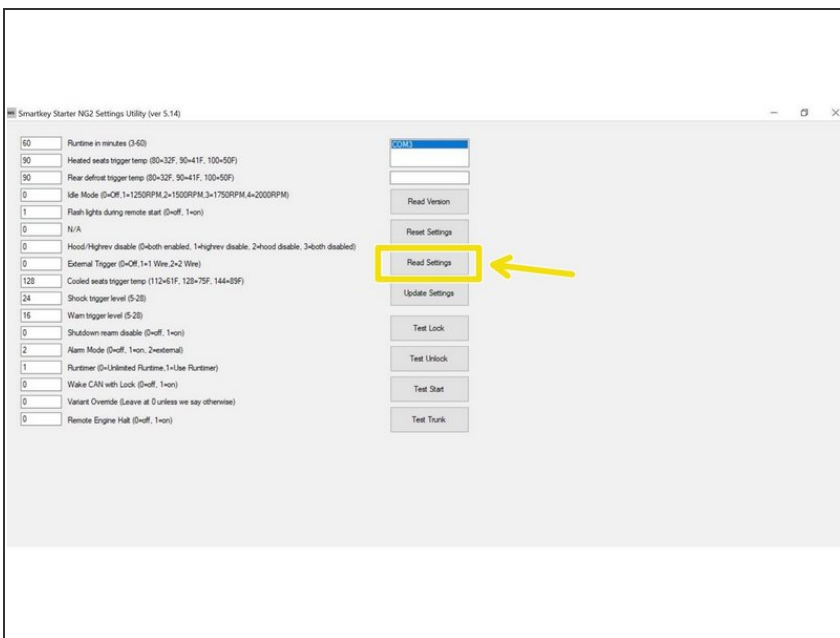 Smartkey Starter NG2 Settings Utility (ver 5.14)
60 Runtime in minutes (3-60)
90 Heated seats trigger temp (80=32F, 90=41F, 100=50F)
90 Rear defrost trigger temp (80=32F, 90=41F, 100=50F)
0 Idle Mode (0=Off,1=1250RPM,2=1500RPM,3=1750RPM,4=2000RPM)
1 Flash lights during remote start (0=off, 1=on)
0 N/A
0 Hood/Highrev disable (0=both enabled, 1=highrev disable, 2=hood disable, 3=both disabled)
0 External Trigger (0=Off,1=1 Wire,2=2 Wire)
128 Cooled seats trigger temp (112=61F, 128=75F, 144=89F)
24 Shock trigger level (5-28)
16 Warn trigger level (5-28)
0 Shutdown rearm disable (0=off, 1=on)
2 Alarm Mode (0=off, 1=on, 2=external)
1 Runtimer (0=Unlimited Runtime,1=Use Runtimer)
0 Wake CAN with Lock (0=off, 1=on)
0 Variant Override (Leave at 0 unless we say otherwise)
0 Remote Engine Halt (0=off, 1=on)
COM3
Read Version
Reset Settings
Read Settings
Update Settings
Test Lock
Test Unlock
Test Start
Test Trunk